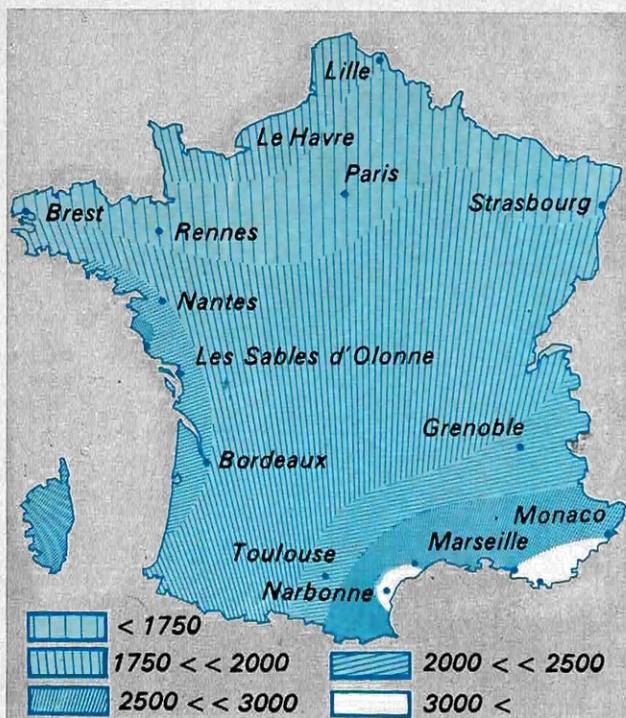 Lille
Le Havre
Paris
Strasbourg
Brest
Rennes
Nantes
Les Sables d'Olonne
Grenoble
Bordeaux
Monaco
Marseille
Toulouse
Narbonne
< 1750
1750 < < 2000
2000 < < 2500
2500 < < 3000
3000 <